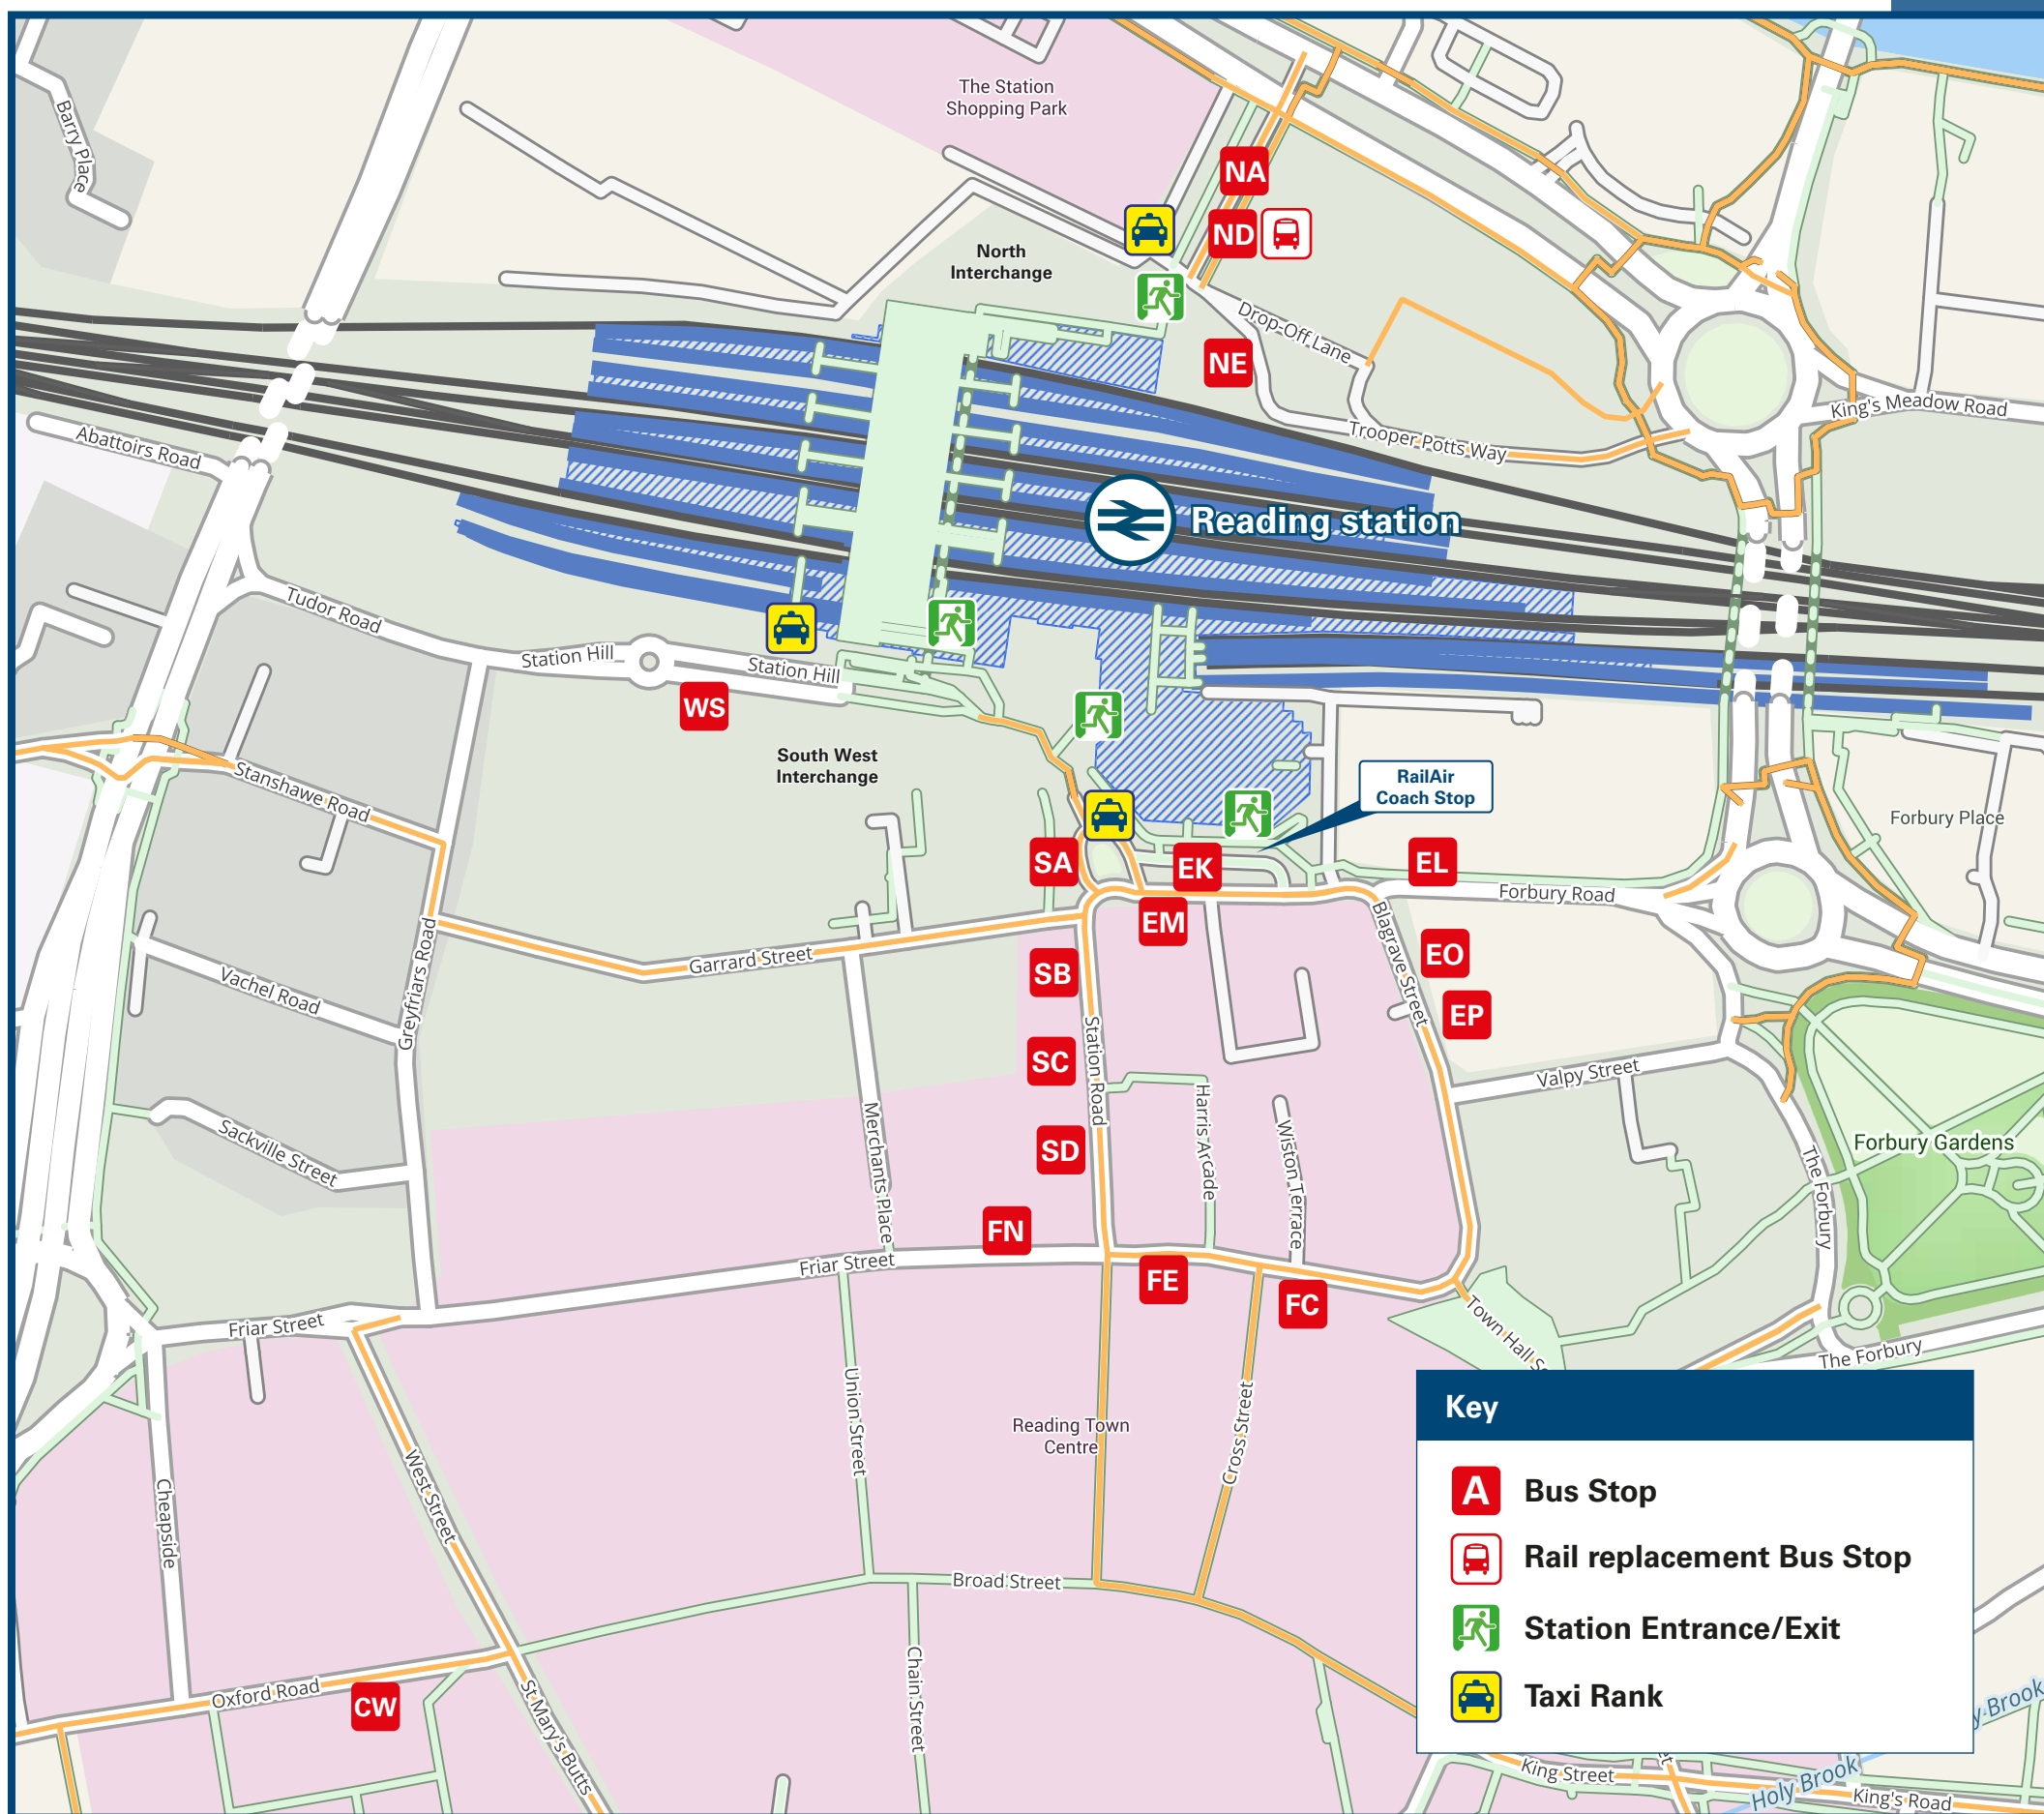 The Station
Shopping Park
Barry Place
NA
ND
North
Interchange
Drop-Off Lane
NE
King's Meadow Road
Trooper Potts Way
Abattoirs Road
Reading station
Tudor Road
Station Hill
Station Hill
WS
South West
Interchange
Stanshawe Road
RailAir
Coach Stop
Forbury Place
SA
EK
EL
Forbury Road
EM
Blagrave Street
Greyfriars Road
Garrard Street
SB
EO
Vachel Road
EP
Station Road
SC
Valpy Street
Harris Arcade
Merchants Place
Wiston Terrace
Sackville Street
SD
Forbury Gardens
The Forbury
FN
Friar Street
FE
FC
Friar Street
Town Hall S
The Forbury
Union Street
Reading Town
Centre
Cross Street
West Street
Cheapside
Broad Street
Chain Street
Oxford Road
CW
St Mary's Butts
Key
A Bus Stop
Rail replacement Bus Stop
Station Entrance/Exit
Taxi Rank
y Brook
King Street
Holy Brook
King's Road